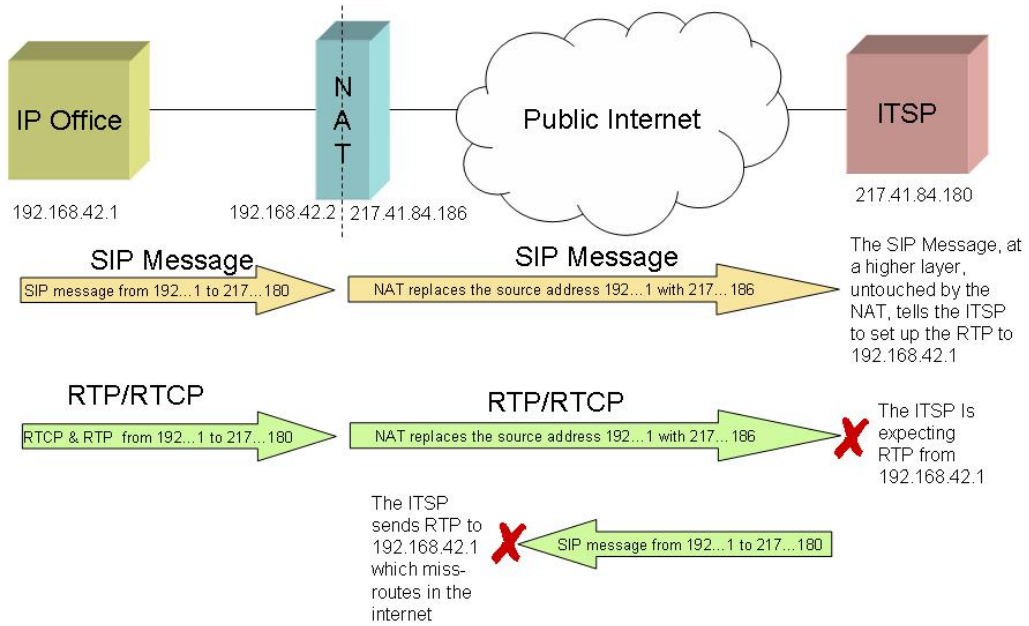 IP Office
N
A
T
Public Internet
ITSP
192.168.42.1
192.168.42.2
217.41.84.186
217.41.84.180
SIP Message
SIP message from 192...1 to 217...180
SIP Message
NAT replaces the source address 192...1 with 217...186
The SIP Message, at
a higher layer,
untouched by the
NAT, tells the ITSP
to set up the RTP to
192.168.42.1
RTP/RTCP
RTCP & RTP from 192...1 to 217...180
RTP/RTCP
NAT replaces the source address 192...1 with 217...186
The ITSP Is
expecting
RTP from
192.168.42.1
The ITSP
sends RTP to
192.168.42.1
which miss-
routes in the
internet
SIP message from 192...1 to 217...180